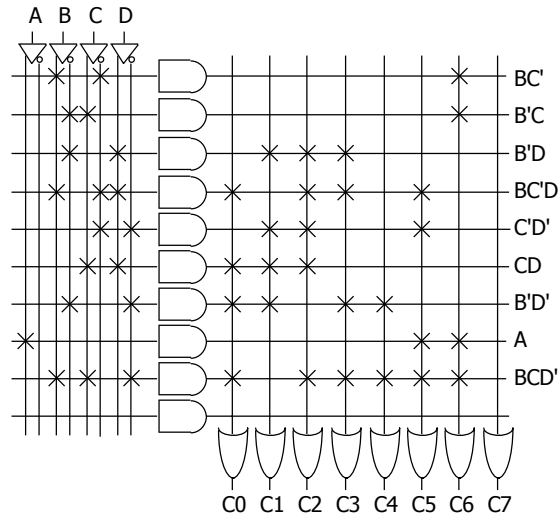 A B C D
BC'
B'C
B'D
BC'D
C'D'
CD
B'D'
A
BCD'
C0 C1 C2 C3 C4 C5 C6 C7